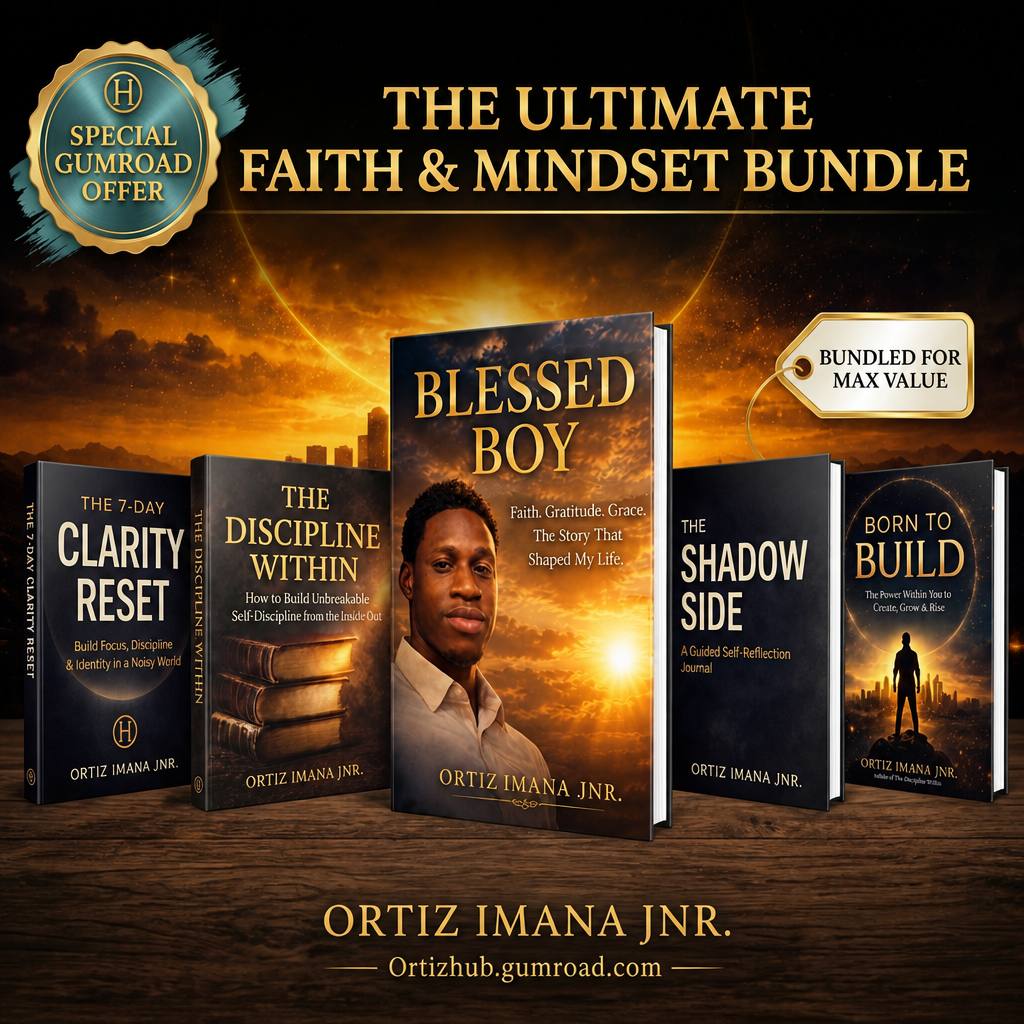 H
SPECIAL
GUMROAD
OFFER
THE ULTIMATE
FAITH & MINDSET BUNDLE
BUNDLED FOR
MAX VALUE
THE 7-DAY CLARITY RESET
H
THE 7-DAY
CLARITY
RESET
Build Focus, Discipline
& Identity in a Noisy World
H
ORTIZ IMANA JNR.
THE DISCIPLINE WITHIN
H
THE
DISCIPLINE
WITHIN
How to Build Unbreakable
Self-Discipline from the Inside Out
ORTIZ IMANA JNR.
BLESSED
BOY
Faith. Gratitude. Grace.
The Story That
Shaped My Life.
ORTIZ IMANA JNR.
THE
SHADOW
SIDE
A Guided Self-Reflection
Journal
ORTIZ IMANA JNR.
BORN TO
BUILD
The Power Within You to
Create, Grow & Rise
ORTIZ IMANA JNR.
of The Discipline Within
ORTIZ IMANA JNR.
Ortizhub.gumroad.com